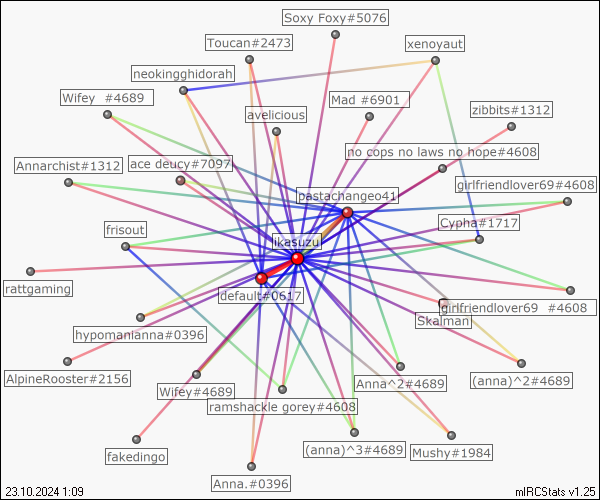 Soxy Foxy#5076
Toucan#2473
xenoyaut
neokingghidorah
Wifey  #4689
Mad #6901
zibbits#1312
avelicious
no cops no laws no hope#4608
Annarchist#1312
ace deucy#7097
girlfriendlover69#4608
pastachangeo41
Cypha#1717
frisout
likasuzu
rattgaming
default#0617
girlfriendlover69  #4608
Skaiman
hypomanianna#0396
AlpineRooster#2156
Wifey#4689
Anna^2#4689
(anna)^2#4689
ramshackle gorey#4608
fakedingo
(anna)^3#4689
Mushy#1984
Anna.#0396
23.10.2024 1:09
mIRCStats v1.25